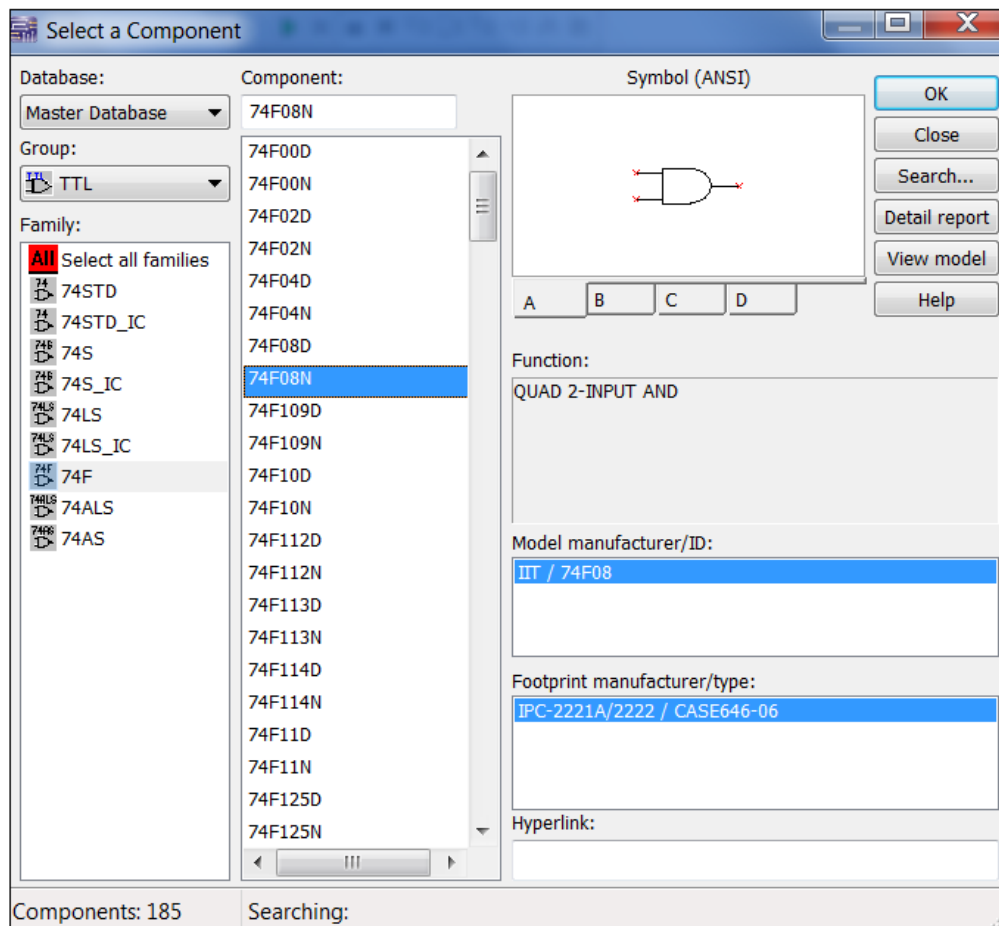 Select a Component
Database:
Master Database
Group:
TTL
Family:
All Select all families
74STD
74STD_IC
74S
74S_IC
74LS
74LS_IC
74F
74ALS
74AS
Component:
74F08N
74F00D
74F00N
74F02D
74F02N
74F04D
74F04N
74F08D
74F08N
74F109D
74F109N
74F10D
74F10N
74F112D
74F112N
74F113D
74F113N
74F114D
74F114N
74F11D
74F11N
74F125D
74F125N
Symbol (ANSI)
A B C D
Function:
QUAD 2-INPUT AND
Model manufacturer/ID:
IIT / 74F08
Footprint manufacturer/type:
IPC-2221A/2222 / CASE646-06
Hyperlink:
OK
Close
Search...
Detail report
View model
Help
Components: 185
Searching: